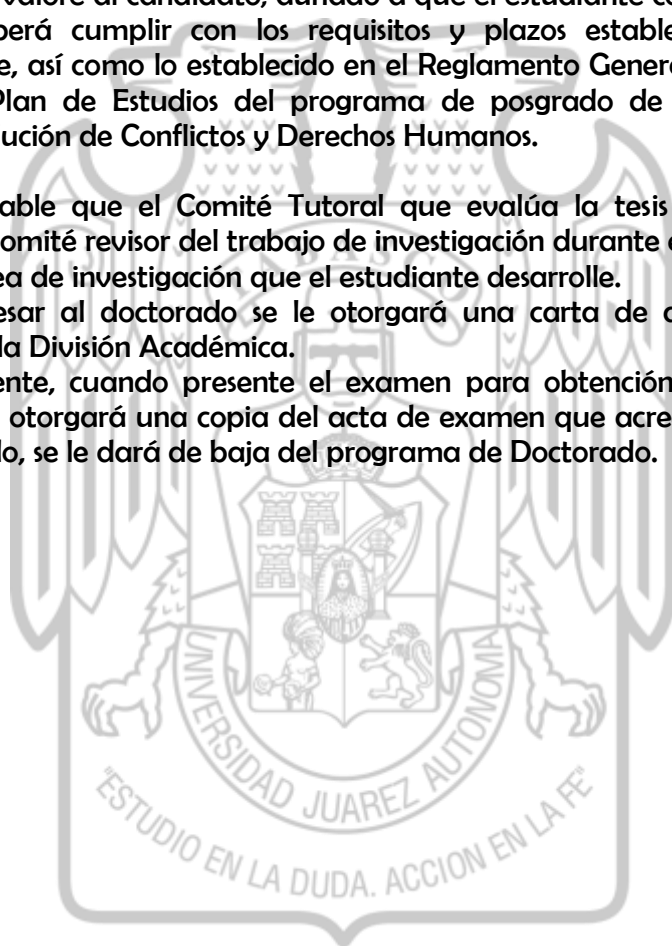 valore al candidato, aunado a que el estudiante c
berá cumplir con los requisitos y plazos estable
e, así como lo establecido en el Reglamento Genera
Plan de Estudios del programa de posgrado de
lución de Conflictos y Derechos Humanos.
able que el Comité Tutoral que evalúa la tesis
omité revisor del trabajo de investigación durante
ea de investigación que el estudiante desarrolle.
esar al doctorado se le otorgará una carta de
la División Académica.
ente, cuando presente el examen para obtención
otorgará una copia del acta de examen que acre
do, se le dará de baja del programa de Doctorado.
TABASCO
UNIVERSIDAD JUAREZ AUTONOMA
"ESTUDIO EN LA DUDA. ACCION EN LA FE"